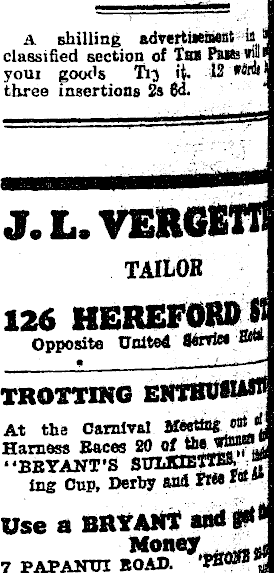 A shilling advertisement in
classified section of THE PRESS will
your goods Try it. 12 words
three insertions 2s 6d.
J. L. VERGETTE
TAILOR
126 HEREFORD ST
Opposite United Service Hotel
TROTTING ENTHUSIAST
At the Carnival Meeting out of
Harness Races 20 of the winners
"BRYANT'S SULKIETTES,"
ing Cup, Derby and Free For All
Use a BRYANT and get
Money
7 PAPANUI ROAD. 'PHONE